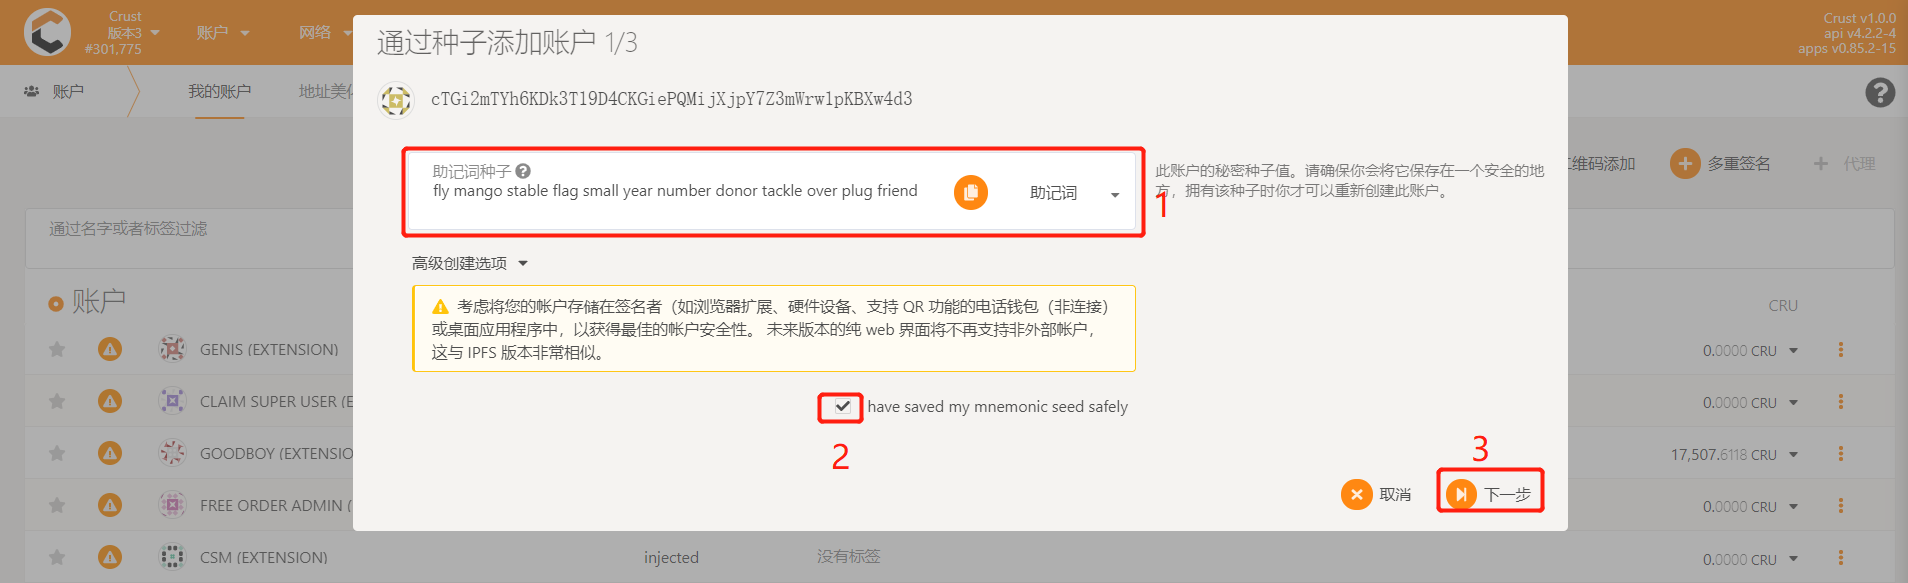 Crust
版本3
#301,775
账户
网络
Crust v1.0.0
api v4.2.2-4
apps v0.85.2-15
通过种子添加账户 1/3
账户
我的账户
地址美
cTGi2mTYh6KDk3T19D4CKGiePQMijXjpY7Z3mWrw1pKBXw4d3
助记词种子
fly mango stable flag small year number donor tackle over plug friend
助记词
此账户的秘密种子值。请确保你会将它保存在一个安全的地
方，拥有该种子时你才可以重新创建此账户。
1
维码添加
多重签名
代理
通过名字或者标签过滤
高级创建选项
考虑将您的帐户存储在签名者（如浏览器扩展、硬件设备、支持 QR 功能的电话钱包（非连接）
或桌面应用程序中，以获得最佳的帐户安全性。 未来版本的纯 web 界面将不再支持非外部帐户，
这与 IPFS 版本非常相似。
账户
CRU
GENIS (EXTENSION)
0.0000 CRU
CLAIM SUPER USER (E
0.0000 CRU
have saved my mnemonic seed safely
2
3
GOODBOY (EXTENSIO
17,507.6118 CRU
取消
下一步
FREE ORDER ADMIN (
0.0000 CRU
CSM (EXTENSION)
injected
没有标签
0.0000 CRU